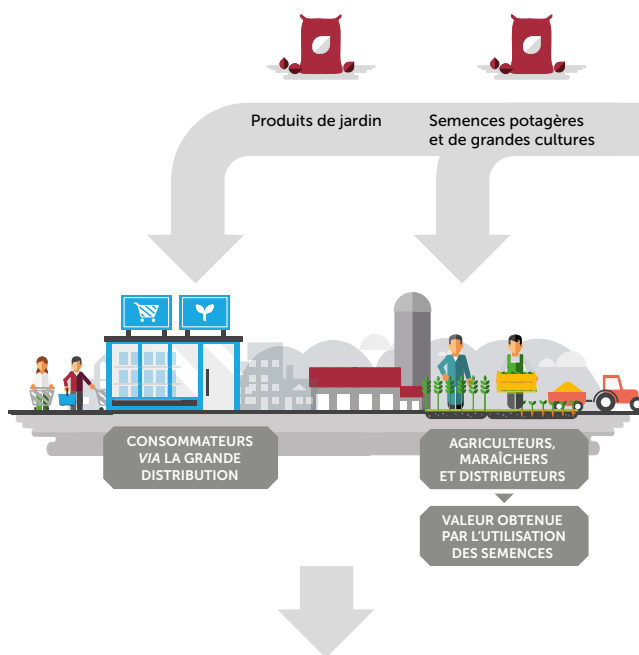 Produits de jardin
Semences potagères
et de grandes cultures
CONSOMMATEURS
VIA LA GRANDE
DISTRIBUTION
AGRICULTEURS,
MARAÎCHERS
ET DISTRIBUTEURS
VALEUR OBTENUE
PAR L'UTILISATION
DES SEMENCES